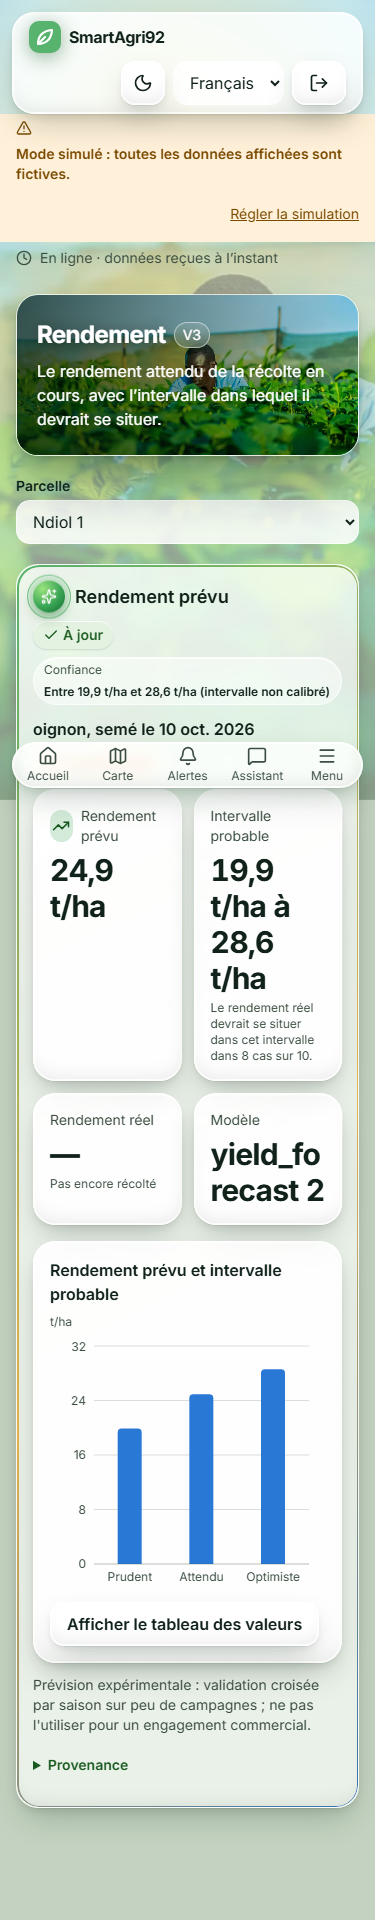 SmartAgri92
Français
Mode simulé : toutes les données affichées sont
fictives.
Régler la simulation
En ligne · données reçues à l’instant
Rendement V3
Le rendement attendu de la récolte en
cours, avec l’intervalle dans lequel il
devrait se situer.
Parcelle
Ndiol 1
Rendement prévu
À jour
Confiance
Entre 19,9 t/ha et 28,6 t/ha (intervalle non calibré)
oignon, semé le 10 oct. 2026
Accueil Carte Alertes Assistant Menu
Rendement
prévu
24,9
t/ha
Intervalle
probable
19,9
t/ha à
28,6
t/ha
Le rendement réel
devrait se situer
dans cet intervalle
dans 8 cas sur 10.
Rendement réel
—
Pas encore récolté
Modèle
yield_fo
recast 2
Rendement prévu et intervalle
probable
t/ha
32
24
16
8
0
Prudent Attendu Optimiste
Afficher le tableau des valeurs
Prévision expérimentale : validation croisée
par saison sur peu de campagnes ; ne pas
l'utiliser pour un engagement commercial.
Provenance